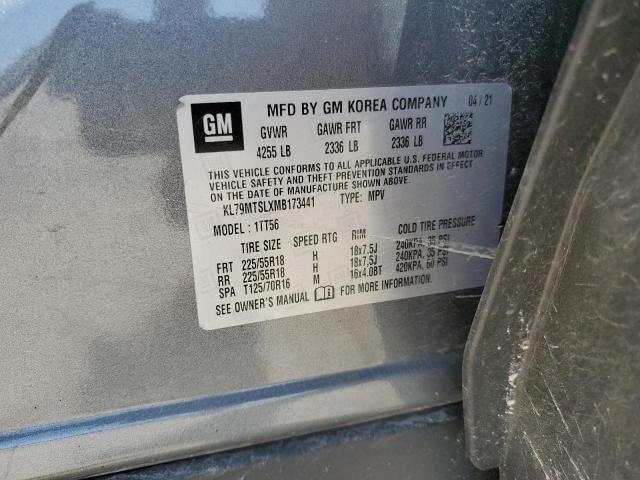 GM MFD BY GM KOREA COMPANY 04/21
GVWR GAWR FRT GAWR RR
4255 LB 2336 LB 2336 LB
THIS VEHICLE CONFORMS TO ALL APPLICABLE U.S. FEDERAL MOTOR
VEHICLE SAFETY AND THEFT PREVENTION STANDARDS IN EFFECT
ON THE DATE OF MANUFACTURE SHOWN ABOVE.
KL79MTSLXMB173441 TYPE: MPV
MODEL: 1TT56
TIRE SIZE SPEED RTG RIM COLD TIRE PRESSURE
FRT 225/55R18 H 18x7.5J 240KPA, 35 PSI
RR 225/55R18 H 18x7.5J 240KPA, 35 PSI
SPA T125/70R16 M 16x4.0BT 420KPA, 60 PSI
SEE OWNER'S MANUAL FOR MORE INFORMATION.